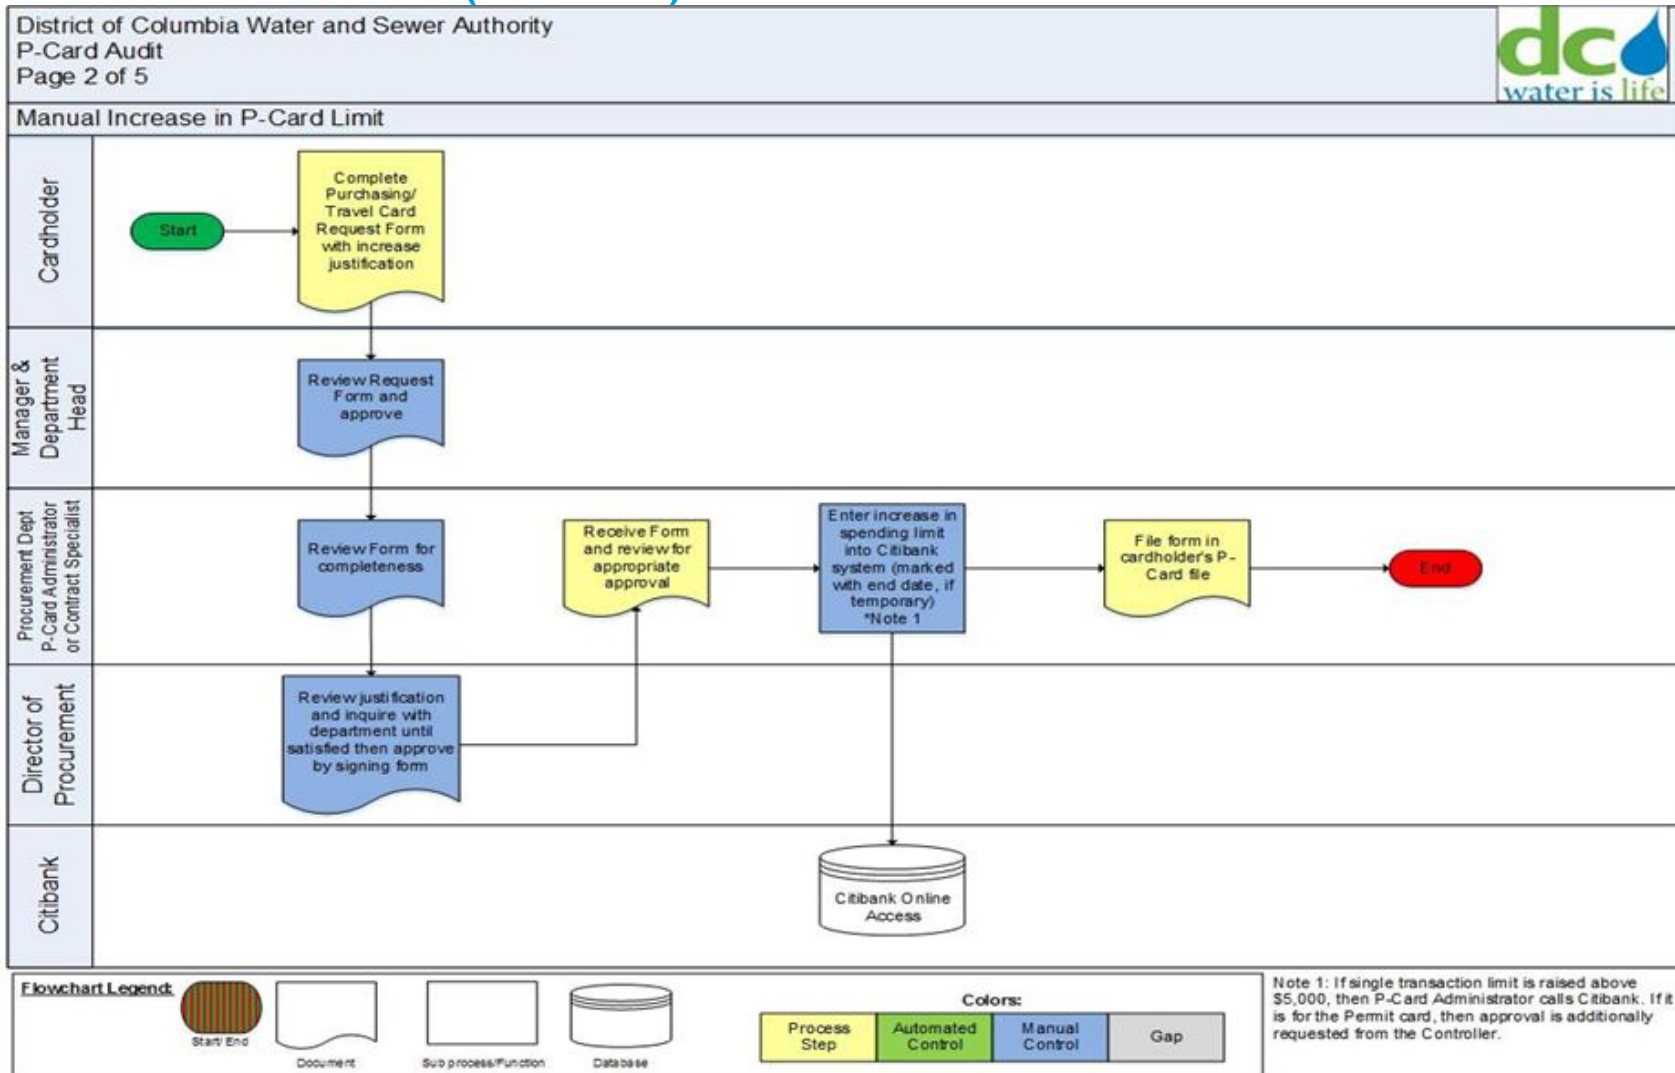 District of Columbia Water and Sewer Authority
P-Card Audit
Page 2 of 5
dc
water is life
Manual Increase in P-Card Limit
Cardholder
Start
Complete
Purchasing/
Travel Card
Request Form
with increase
justification
Manager &
Department
Head
Review Request
Form and
approve
Procurement Dept
P-Card Administrator
or Contract Specialist
Review Form for
completeness
Receive Form
and review for
appropriate
approval
Enter increase in
spending limit
into Citibank
system (marked
with end date, if
temporary)
*Note 1
File form in
cardholder's P-
Card file
End
Director of
Procurement
Review justification
and inquire with
department until
satisfied then approve
by signing form
Citibank
Citibank Online
Access
Flowchart Legend:
Start/ End
Document
Sub process/Function
Database
Colors:
Process
Step
Automated
Control
Manual
Control
Gap
Note 1: If single transaction limit is raised above
$5,000, then P-Card Administrator calls Citibank. If it
is for the Permit card, then approval is additionally
requested from the Controller.